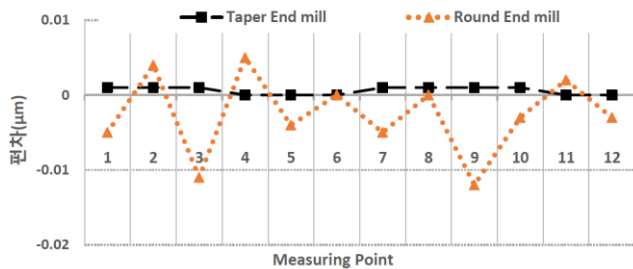 Taper End mill Round End mill
0.01
0
-0.01
-0.02
편차(μm)
1 2 3 4 5 6 7 8 9 10 11 12
Measuring Point